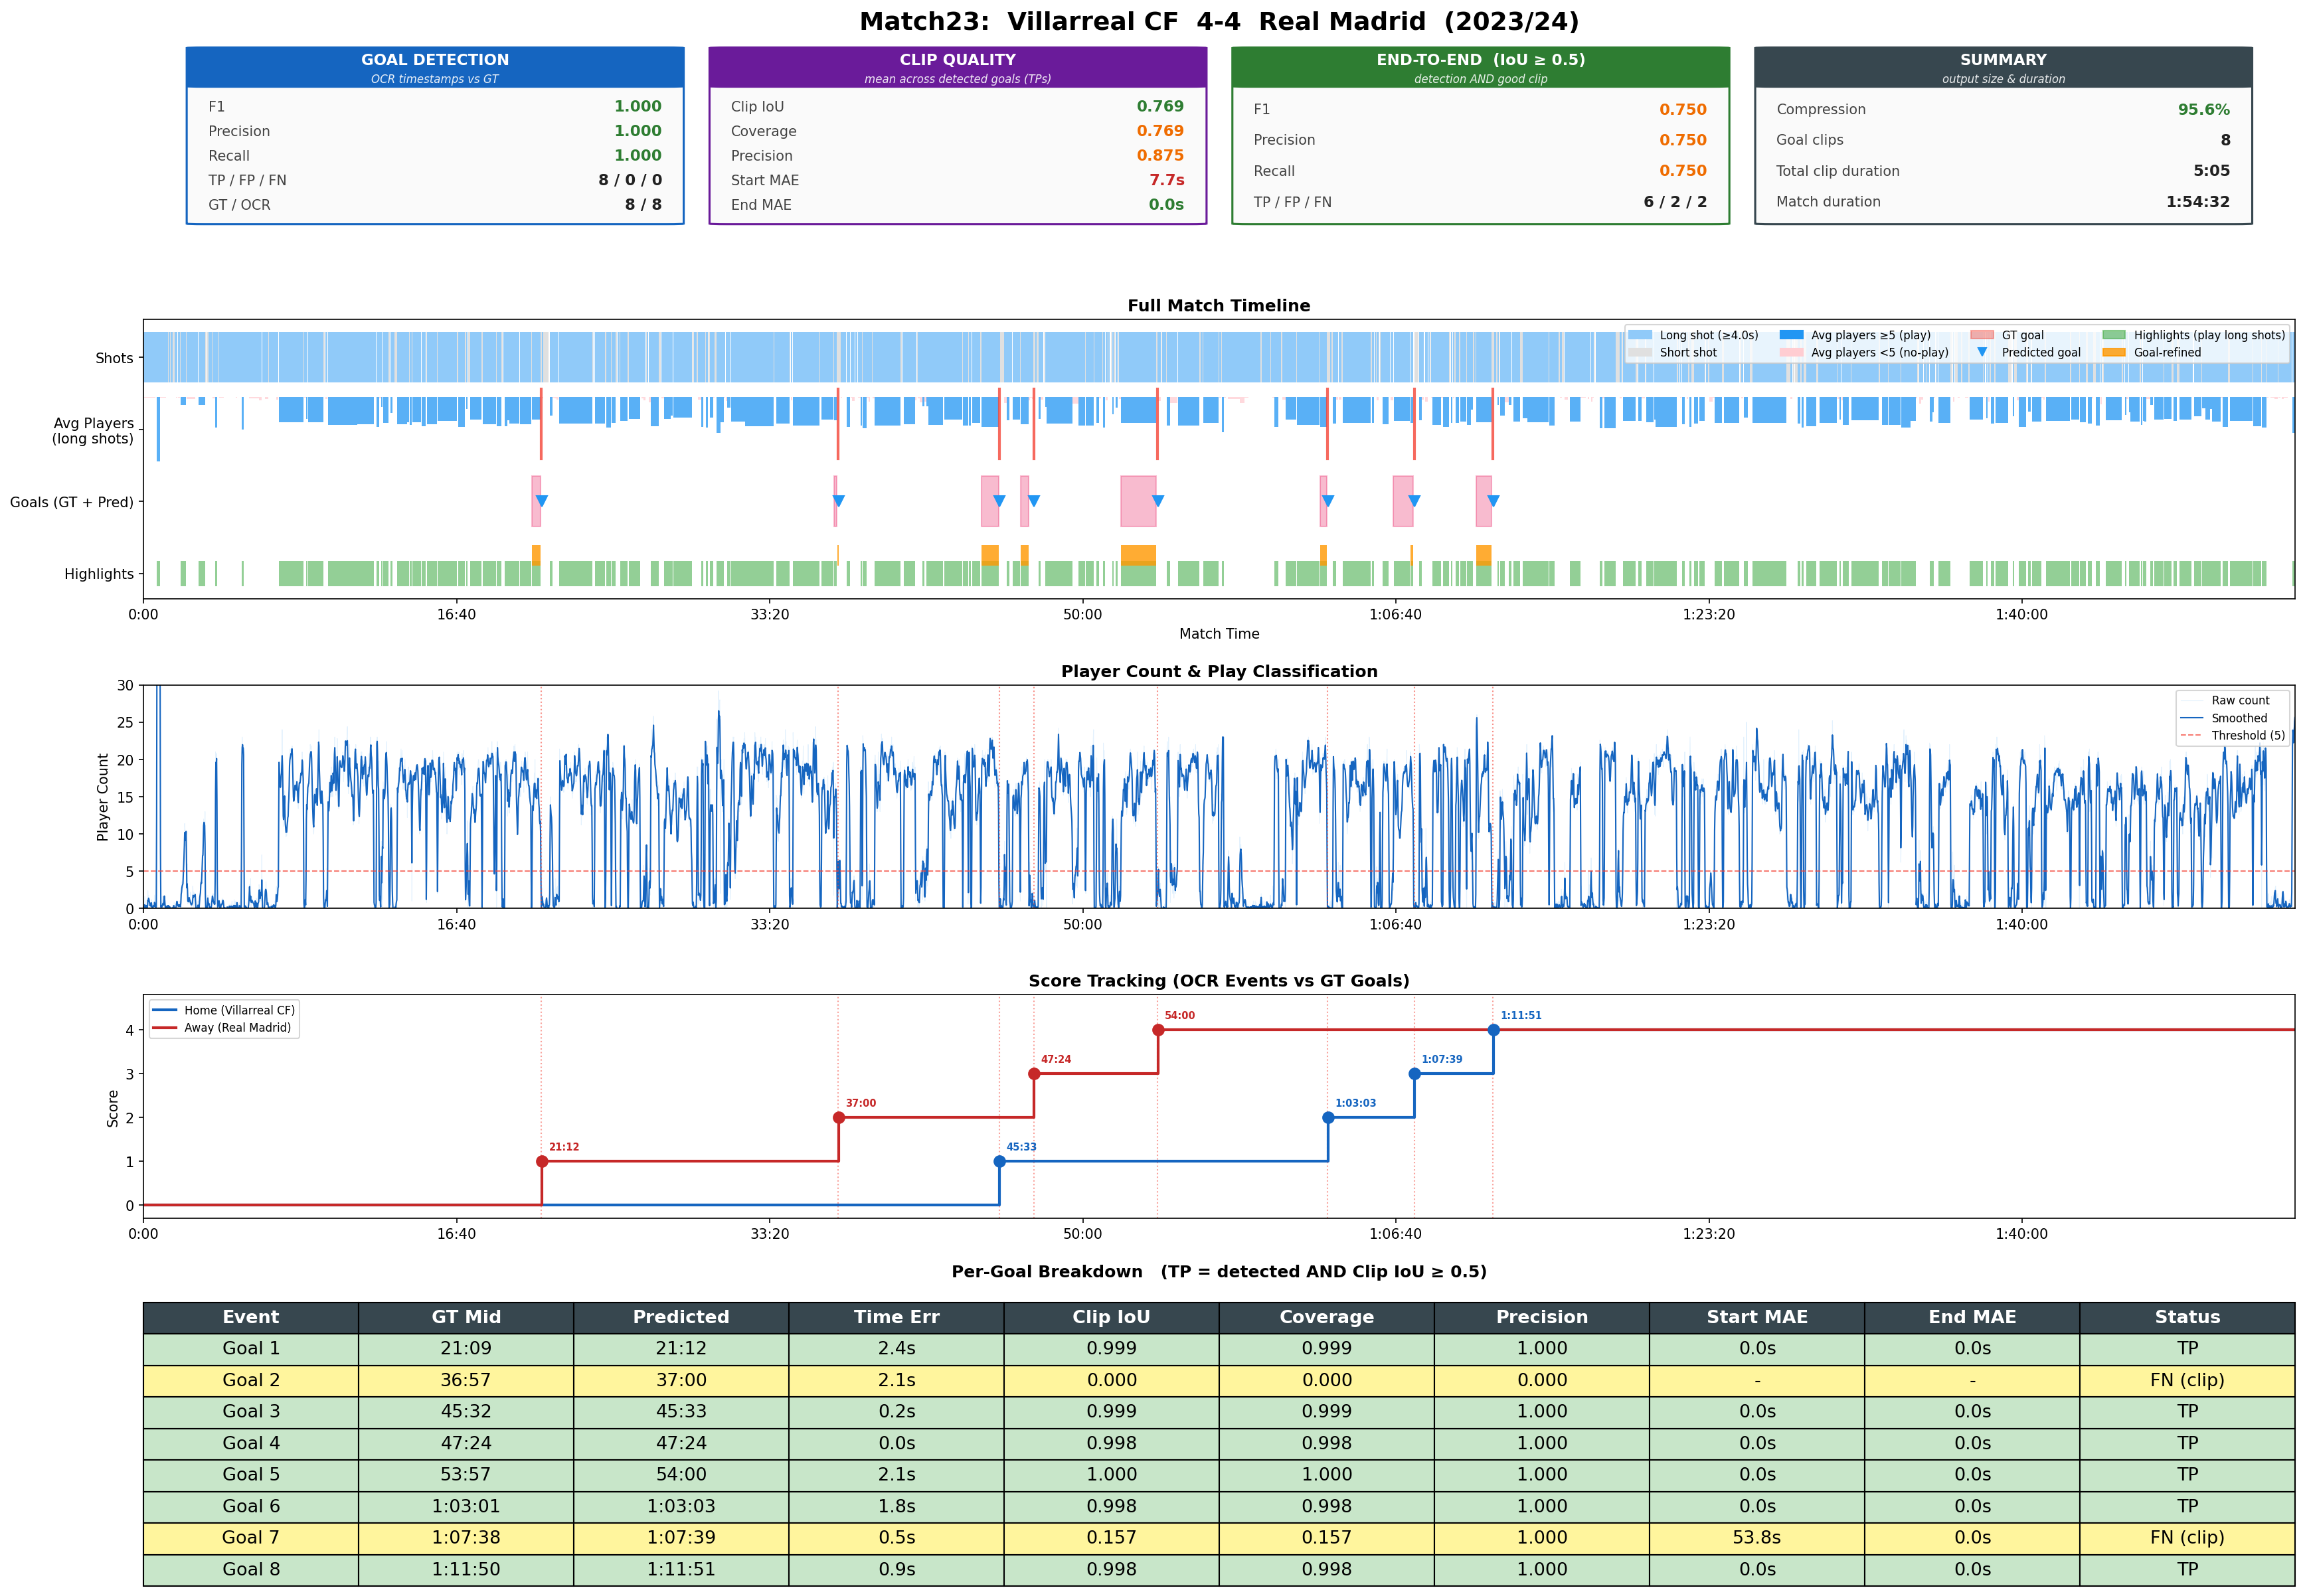 Match23:  Villarreal CF  4-4  Real Madrid  (2023/24)
GOAL DETECTION
OCR timestamps vs GT
F1 1.000
Precision 1.000
Recall 1.000
TP / FP / FN 8 / 0 / 0
GT / OCR 8 / 8
CLIP QUALITY
mean across detected goals (TPs)
Clip IoU 0.769
Coverage 0.769
Precision 0.875
Start MAE 7.7s
End MAE 0.0s
END-TO-END  (IoU ≥ 0.5)
detection AND good clip
F1 0.750
Precision 0.750
Recall 0.750
TP / FP / FN 6 / 2 / 2
SUMMARY
output size & duration
Compression 95.6%
Goal clips 8
Total clip duration 5:05
Match duration 1:54:32
Full Match Timeline
Long shot (≥4.0s)
Short shot
Avg players ≥5 (play)
Avg players <5 (no-play)
GT goal
Predicted goal
Highlights (play long shots)
Goal-refined
Shots
Avg Players
(long shots)
Goals (GT + Pred)
Highlights
0:00 16:40 33:20 50:00 1:06:40 1:23:20 1:40:00
Match Time
Player Count & Play Classification
Raw count
Smoothed
Threshold (5)
Player Count
30
25
20
15
10
5
0
0:00 16:40 33:20 50:00 1:06:40 1:23:20 1:40:00
Score Tracking (OCR Events vs GT Goals)
Home (Villarreal CF)
Away (Real Madrid)
Score
4
3
2
1
0
21:12
37:00
45:33
47:24
54:00
1:03:03
1:07:39
1:11:51
0:00 16:40 33:20 50:00 1:06:40 1:23:20 1:40:00
Per-Goal Breakdown   (TP = detected AND Clip IoU ≥ 0.5)
Event GT Mid Predicted Time Err Clip IoU Coverage Precision Start MAE End MAE Status
Goal 1 21:09 21:12 2.4s 0.999 0.999 1.000 0.0s 0.0s TP
Goal 2 36:57 37:00 2.1s 0.000 0.000 0.000 - - FN (clip)
Goal 3 45:32 45:33 0.2s 0.999 0.999 1.000 0.0s 0.0s TP
Goal 4 47:24 47:24 0.0s 0.998 0.998 1.000 0.0s 0.0s TP
Goal 5 53:57 54:00 2.1s 1.000 1.000 1.000 0.0s 0.0s TP
Goal 6 1:03:01 1:03:03 1.8s 0.998 0.998 1.000 0.0s 0.0s TP
Goal 7 1:07:38 1:07:39 0.5s 0.157 0.157 1.000 53.8s 0.0s FN (clip)
Goal 8 1:11:50 1:11:51 0.9s 0.998 0.998 1.000 0.0s 0.0s TP